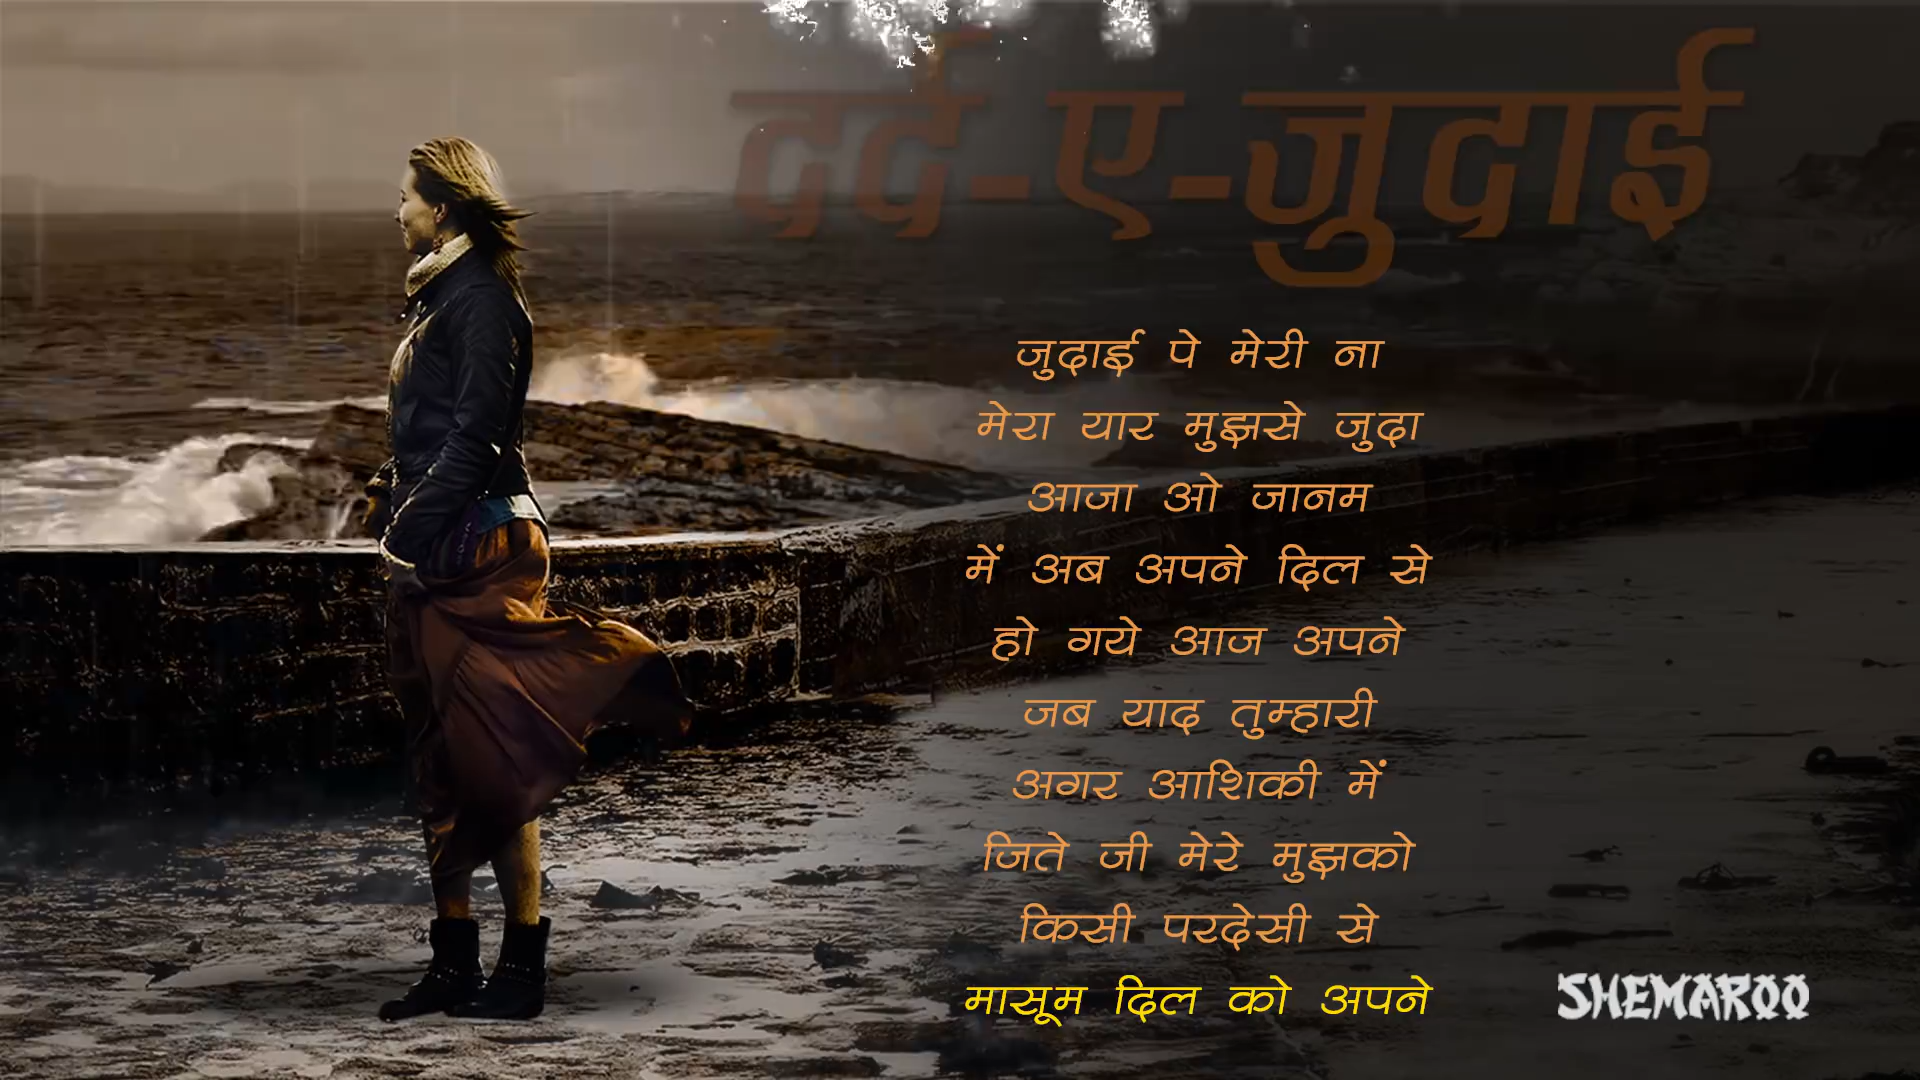 दर्द-ए-जुदाई
जुदाई पे मेरी ना
मेरा यार मुझसे जुदा
आजा ओ जानम
में अब अपने दिल से
हो गये आज अपने
जब याद तुम्हारी
अगर आशिकी में
जिते जी मेरे मुझको
किसी परदेसी से
मासूम दिल को अपने
SHEMAROO